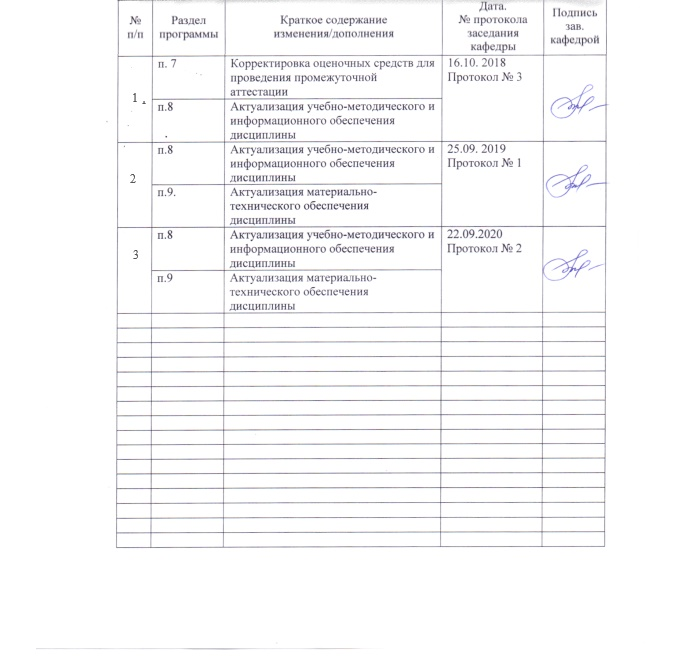 №
п/п
Раздел
программы
Краткое содержание
изменения/дополнения
Дата.
№ протокола
заседания
кафедры
Подпись
зав.
кафедрой
1
п. 7
Корректировка оценочных средств для
проведения промежуточной
аттестации
16.10. 2018
Протокол № 3
п.8
Актуализация учебно-методического и
информационного обеспечения
дисциплины
2
п.8
Актуализация учебно-методического и
информационного обеспечения
дисциплины
25.09. 2019
Протокол № 1
п.9.
Актуализация материально-
технического обеспечения
дисциплины
3
п.8
Актуализация учебно-методического и
информационного обеспечения
дисциплины
22.09.2020
Протокол № 2
п.9
Актуализация материально-
технического обеспечения
дисциплины